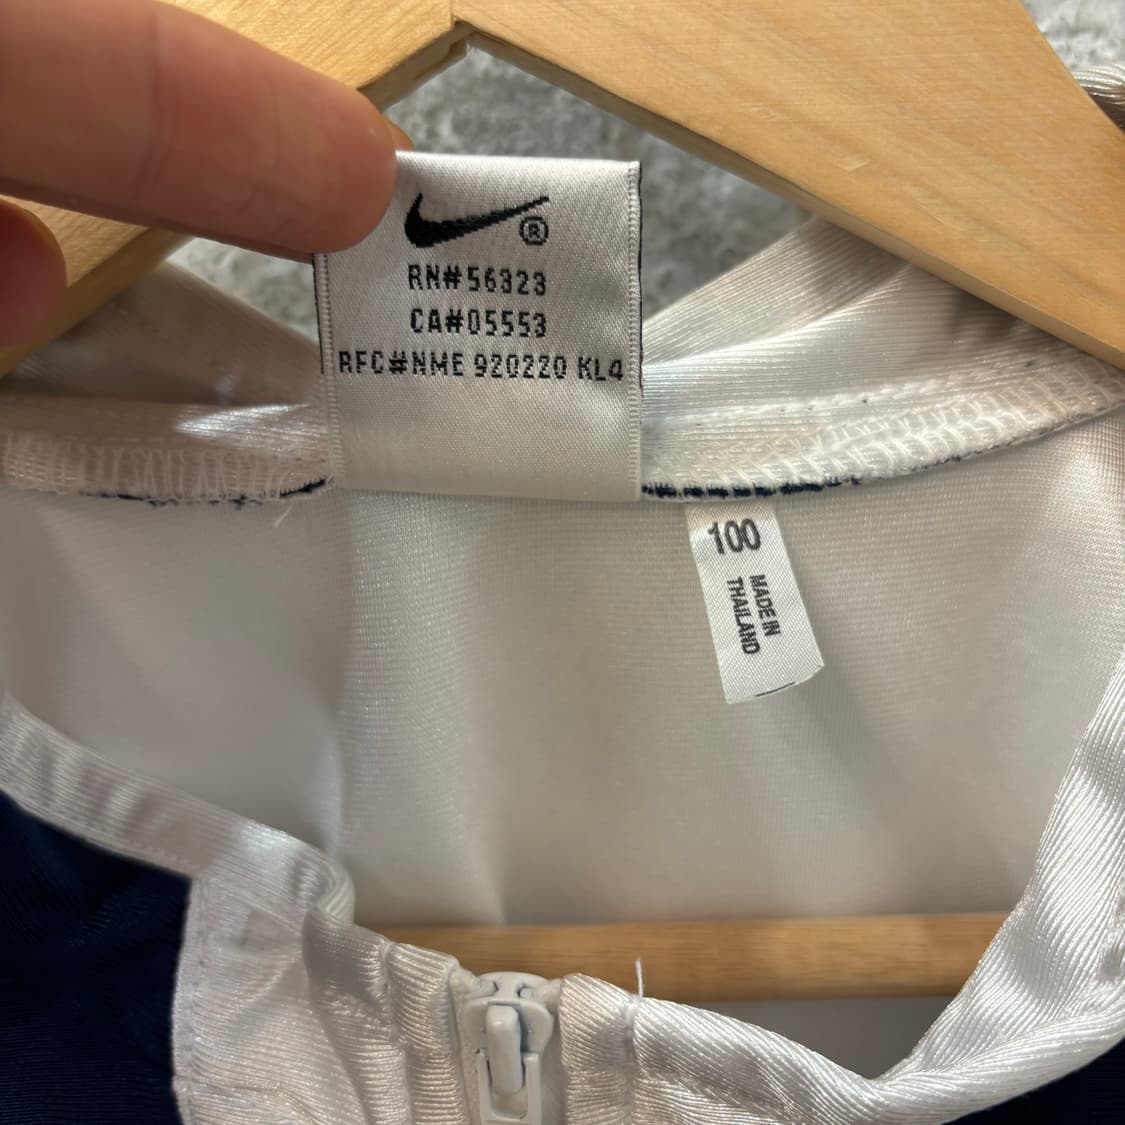 ®
RN#56323
CA#05553
RFC#NME 920220 KL4
100
MADE IN
THAILAND